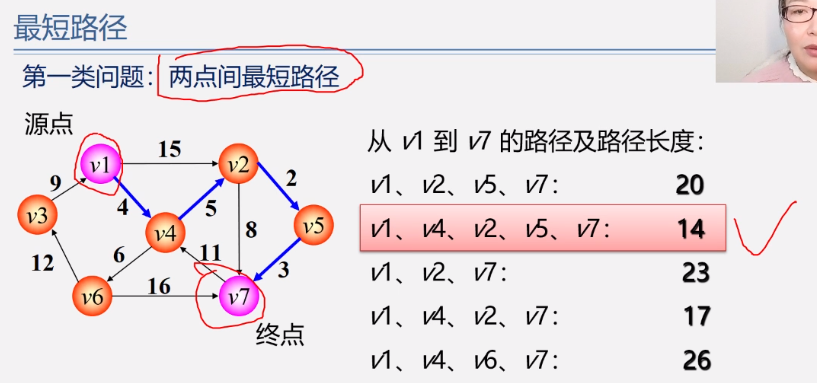 最短路径
第一类问题：两点间最短路径
源点
从 v1 到 v7 的路径及路径长度：
v1、v2、v5、v7： 20
v1、v4、v2、v5、v7： 14
v1、v2、v7： 23
v1、v4、v2、v7： 17
v1、v4、v6、v7： 26
15
v1
v2
9
2
4
5
v3
v4
8
v5
6
11
12
3
16
v6
v7
终点